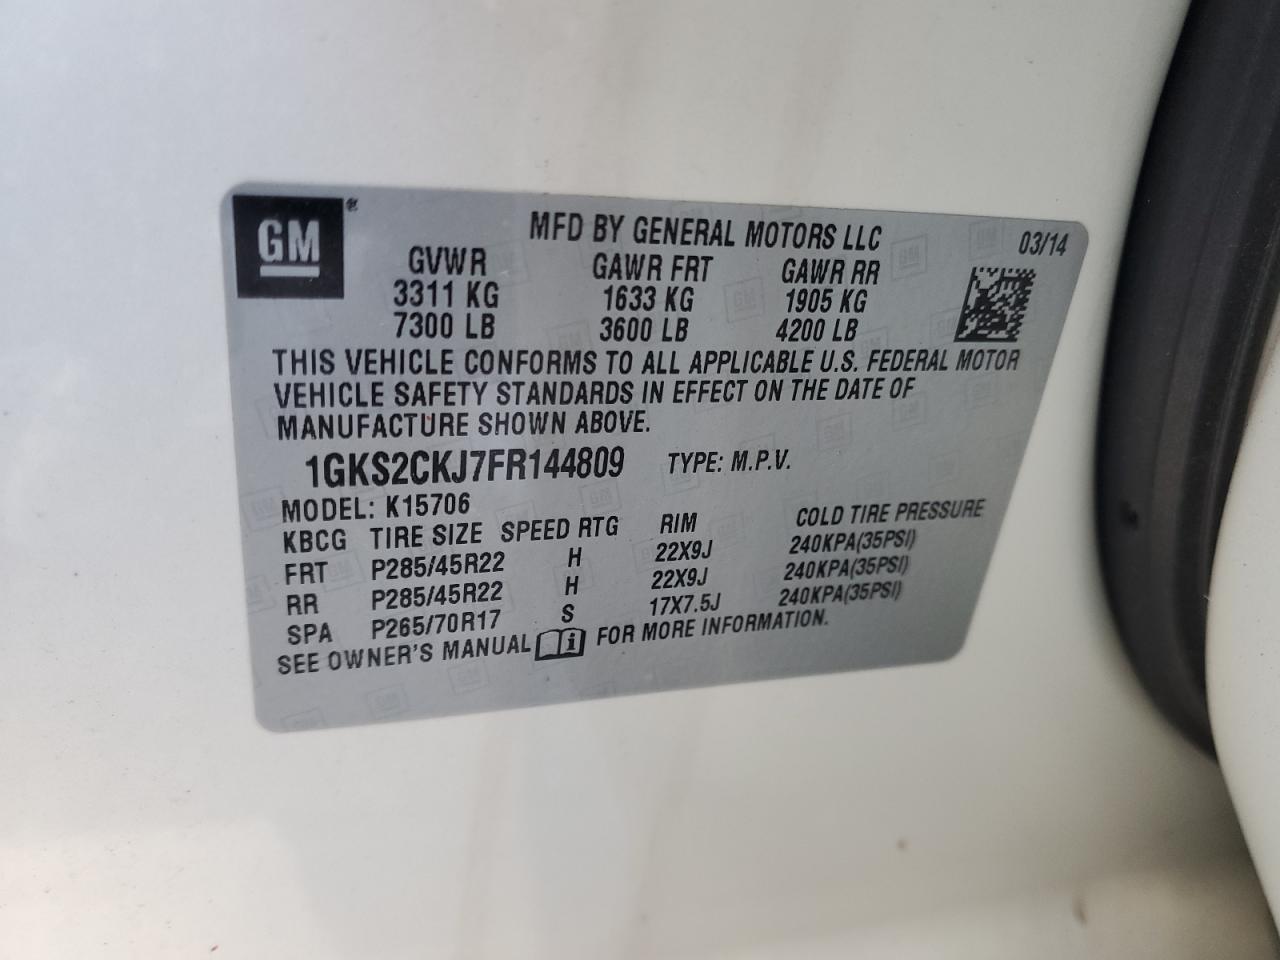 GM®
MFD BY GENERAL MOTORS LLC 03/14
GVWR GAWR FRT GAWR RR
3311 KG 1633 KG 1905 KG
7300 LB 3600 LB 4200 LB
THIS VEHICLE CONFORMS TO ALL APPLICABLE U.S. FEDERAL MOTOR
VEHICLE SAFETY STANDARDS IN EFFECT ON THE DATE OF
MANUFACTURE SHOWN ABOVE.
1GKS2CKJ7FR144809 TYPE: M.P.V.
MODEL: K15706
KBCG TIRE SIZE SPEED RTG RIM COLD TIRE PRESSURE
FRT P285/45R22 H 22X9J 240KPA(35PSI)
RR P285/45R22 H 22X9J 240KPA(35PSI)
SPA P265/70R17 S 17X7.5J 240KPA(35PSI)
SEE OWNER'S MANUAL i FOR MORE INFORMATION.